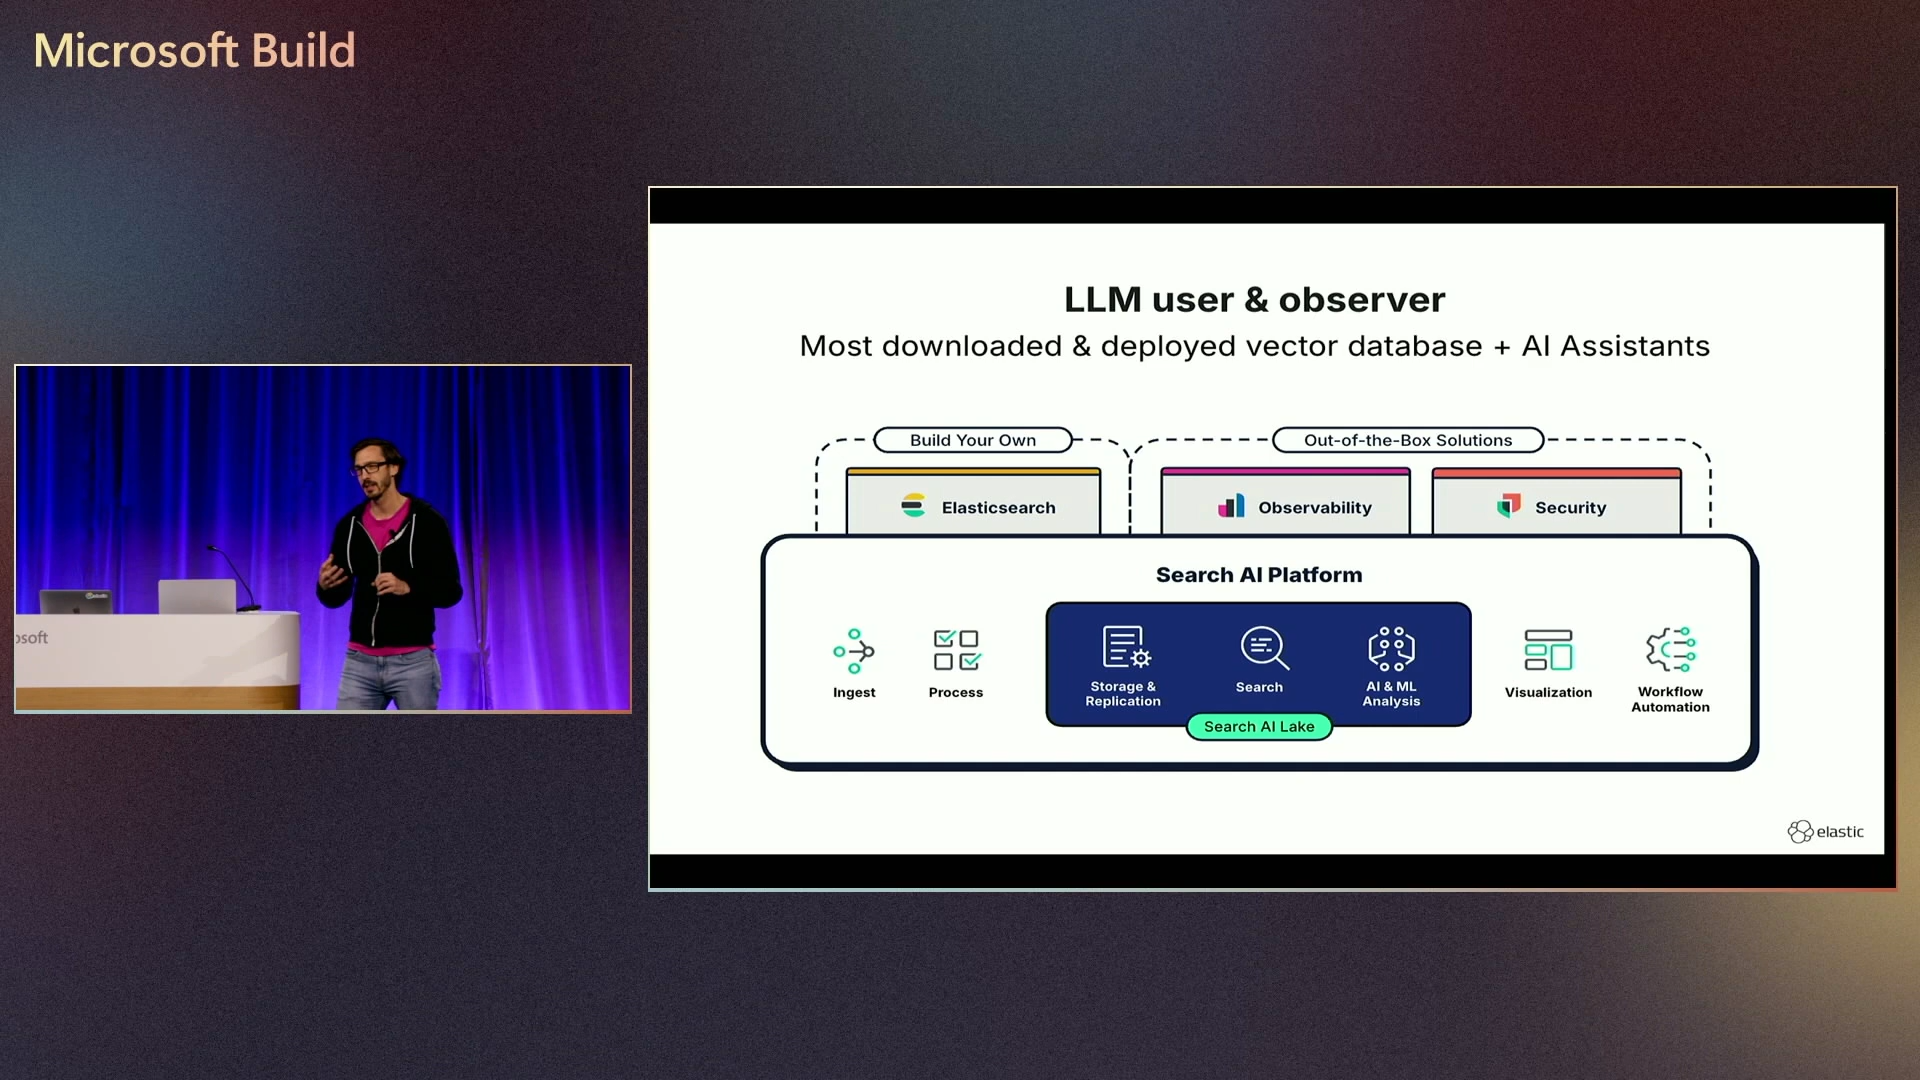 Microsoft Build
LLM user & observer
Most downloaded & deployed vector database + AI Assistants
Build Your Own
Out-of-the-Box Solutions
Elasticsearch
Observability
Security
Search AI Platform
Ingest
Process
Storage &
Replication
Search
AI & ML
Analysis
Visualization
Workflow
Automation
Search AI Lake
elastic
osoft